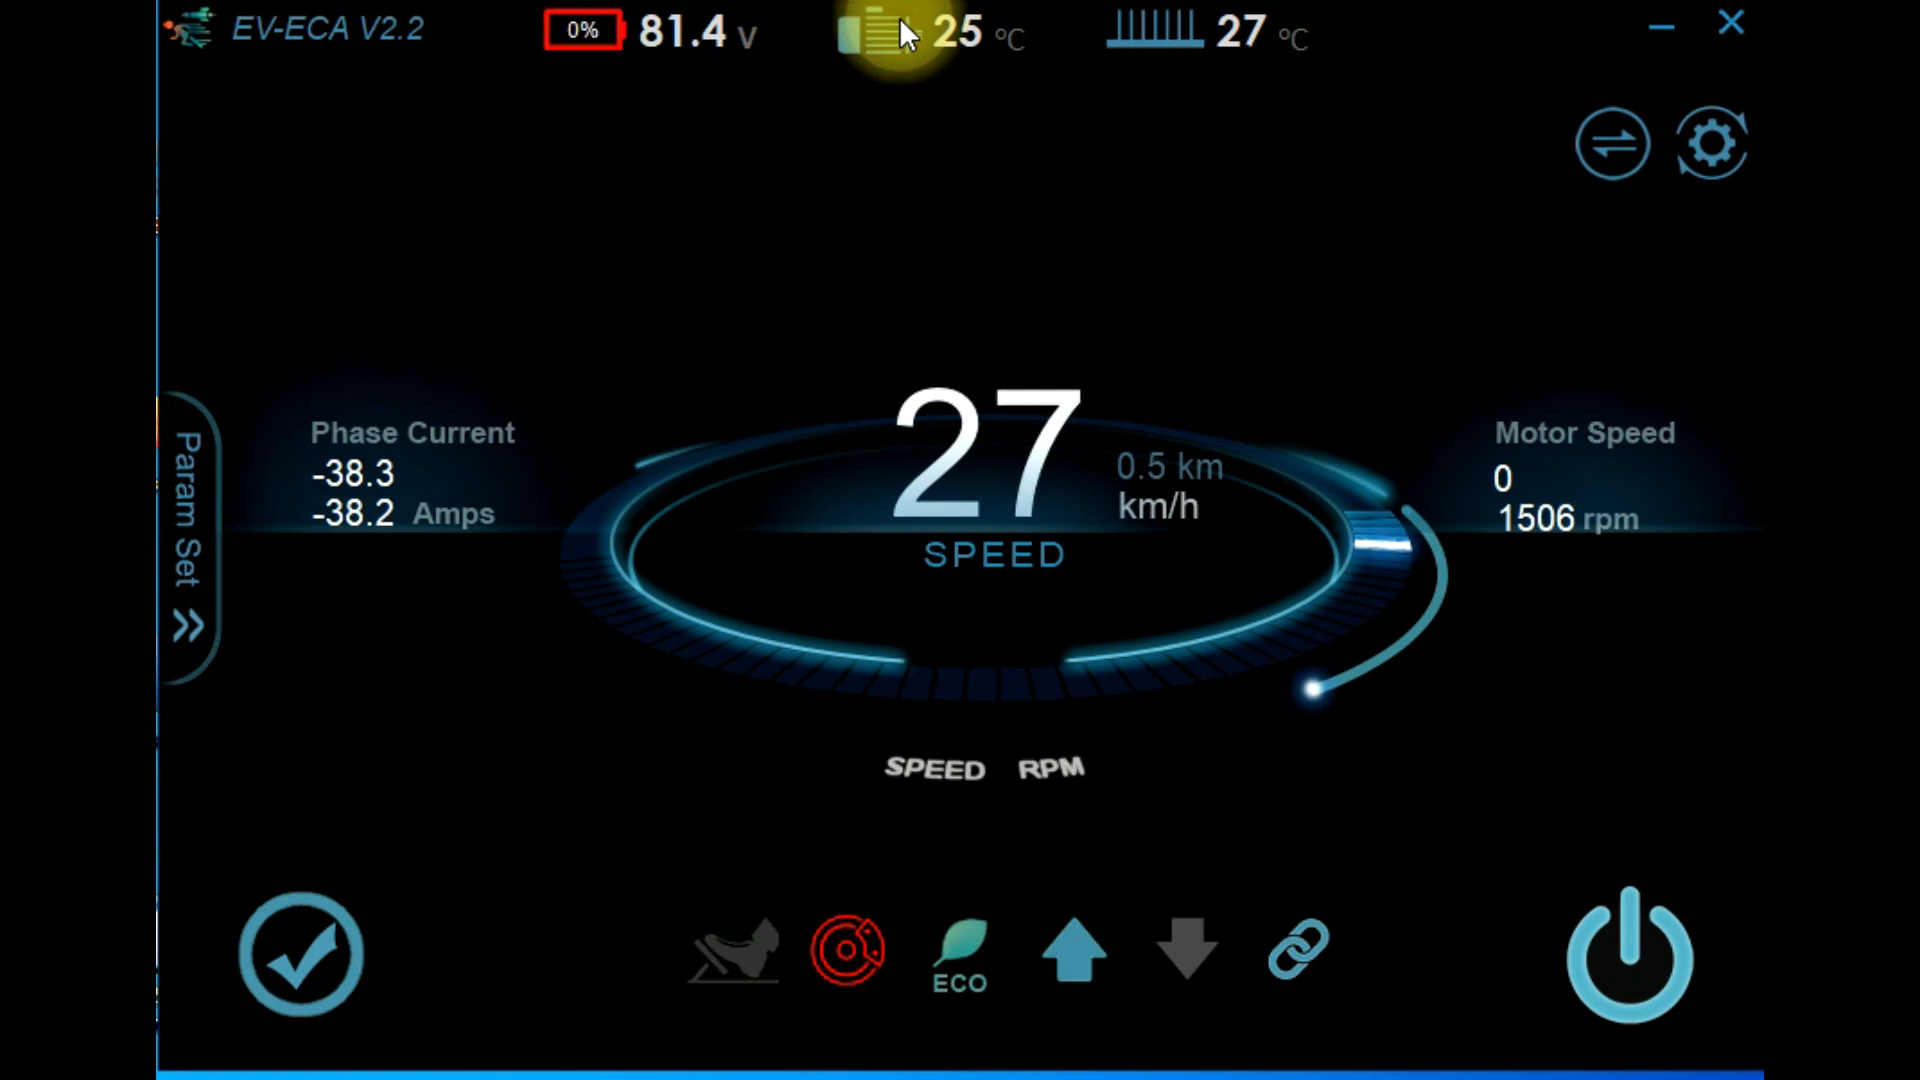 EV-ECA V2.2
0% 81.4 V
25 °C
27 °C
Param Set
Phase Current
-38.3
-38.2 Amps
27
0.5 km
km/h
SPEED
Motor Speed
0
1506 rpm
SPEED RPM
ECO